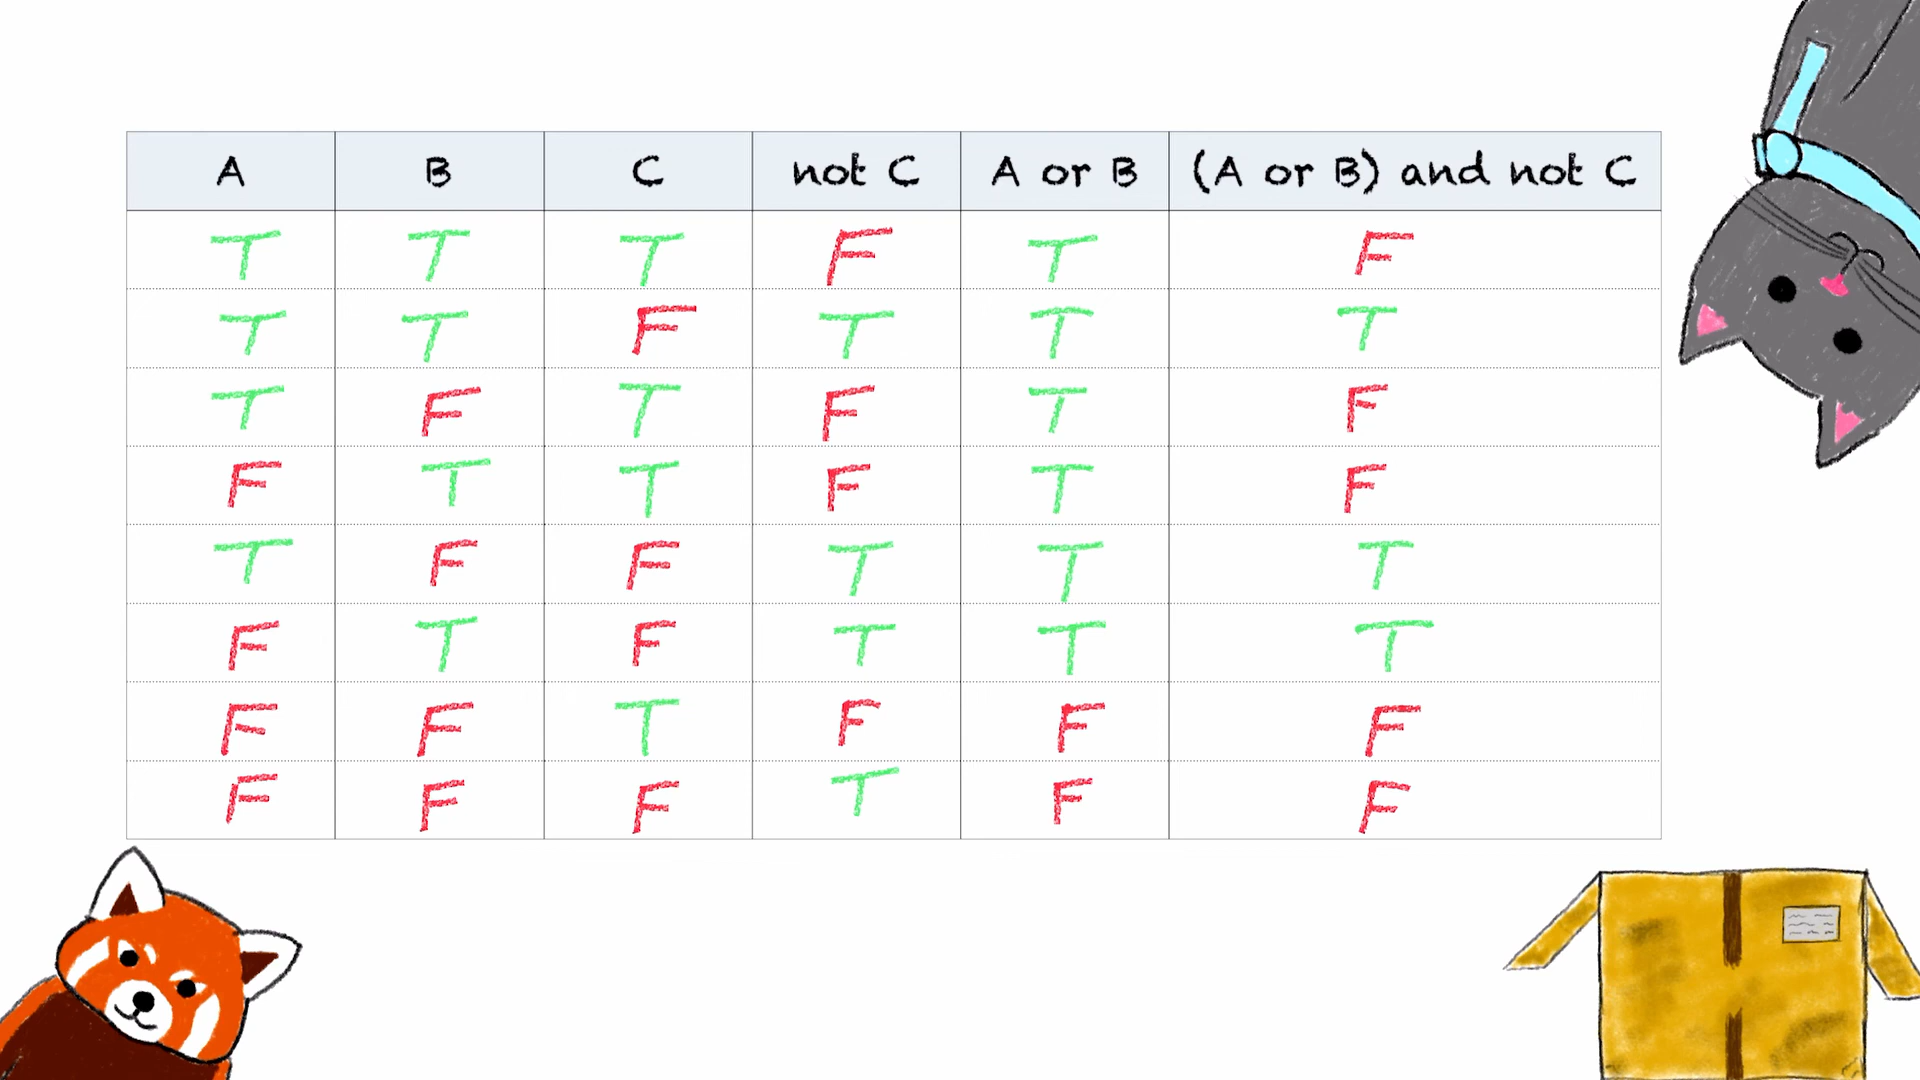 A B C not C A or B (A or B) and not C
T T T F T F
T T F T T T
T F T F T F
F T T F T F
T F F T T T
F T F T T T
F F T F F F
F F F T F F